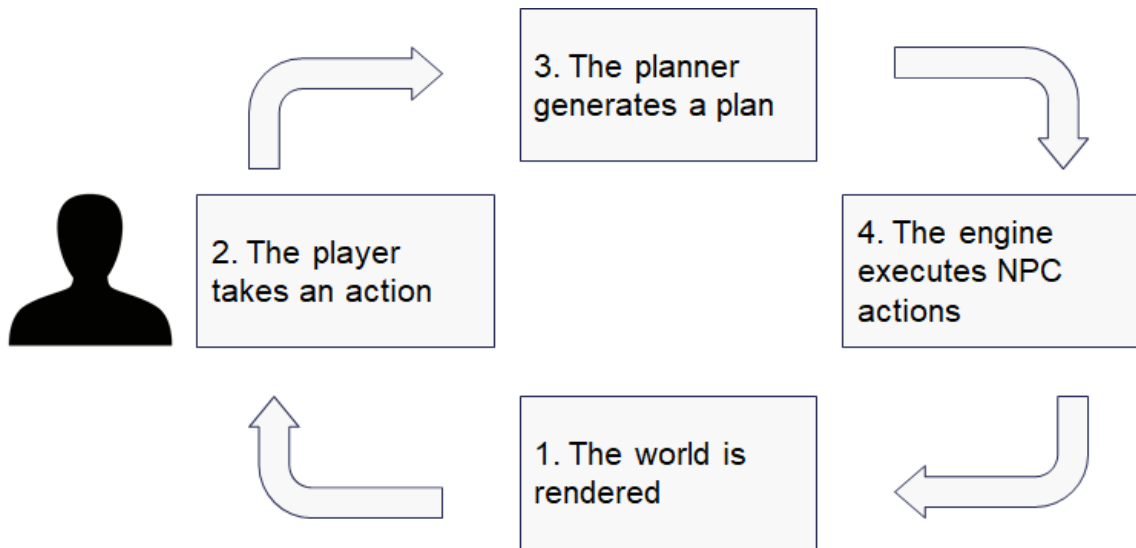 3. The planner
generates a plan
2. The player
takes an action
4. The engine
executes NPC
actions
1. The world is
rendered